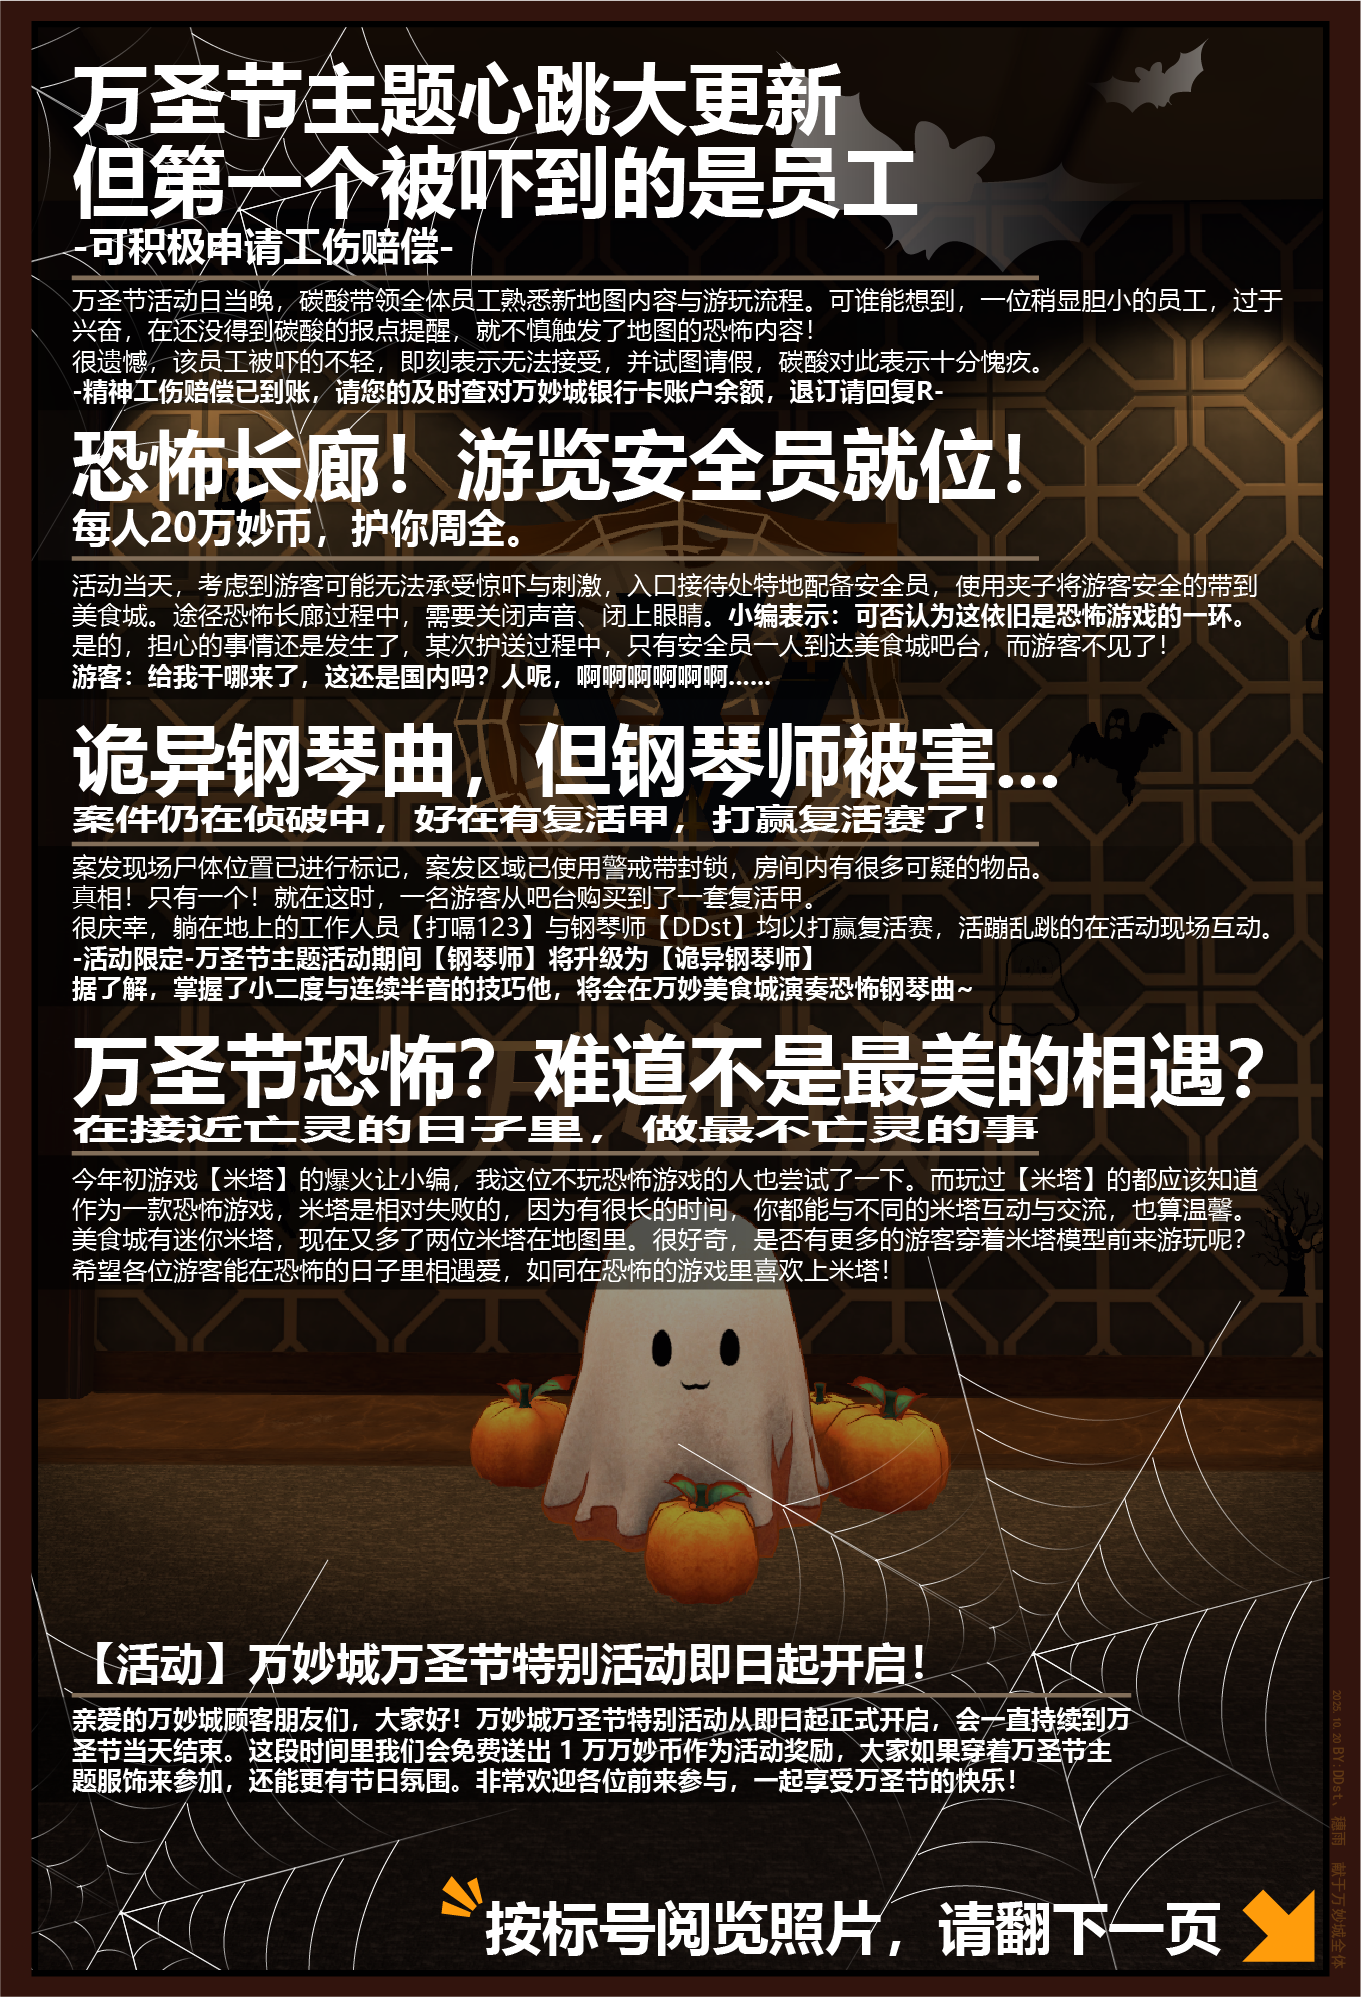 万圣节主题心跳大更新
但第一个被吓到的是员工
-可积极申请工伤赔偿-
万圣节活动日当晚，碳酸带领全体员工熟悉新地图内容与游玩流程。可谁能想到，一位稍显胆小的员工，过于
兴奋，在还没得到碳酸的报点提醒，就不慎触发了地图的恐怖内容！
很遗憾，该员工被吓的不轻，即刻表示无法接受，并试图请假，碳酸对此表示十分愧疚。
-精神工伤赔偿已到账，请您的及时查对万妙城银行卡账户余额，退订请回复R-
恐怖长廊！游览安全员就位！
每人20万妙币，护你周全。
活动当天，考虑到游客可能无法承受惊吓与刺激，入口接待处特地配备安全员，使用夹子将游客安全的带到
美食城。途径恐怖长廊过程中，需要关闭声音、闭上眼睛。小编表示：可否认为这依旧是恐怖游戏的一环。
是的，担心的事情还是发生了，某次护送过程中，只有安全员一人到达美食城吧台，而游客不见了！
游客：给我干哪来了，这还是国内吗？人呢，啊啊啊啊啊啊......
诡异钢琴曲，但钢琴师被害...
案件仍在侦破中，好在有复活甲，打赢复活赛了！
案发现场尸体位置已进行标记，案发区域已使用警戒带封锁，房间内有很多可疑的物品。
真相！只有一个！就在这时，一名游客从吧台购买到了一套复活甲。
很庆幸，躺在地上的工作人员【打嗝123】与钢琴师【DDst】均以打赢复活赛，活蹦乱跳的在活动现场互动。
-活动限定-万圣节主题活动期间【钢琴师】将升级为【诡异钢琴师】
据了解，掌握了小二度与连续半音的技巧他，将会在万妙美食城演奏恐怖钢琴曲~
万圣节恐怖？难道不是最美的相遇？
在接近亡灵的日子里，做最不亡灵的事
今年初游戏【米塔】的爆火让小编，我这位不玩恐怖游戏的人也尝试了一下。而玩过【米塔】的都应该知道
作为一款恐怖游戏，米塔是相对失败的，因为有很长的时间，你都能与不同的米塔互动与交流，也算温馨。
美食城有迷你米塔，现在又多了两位米塔在地图里。很好奇，是否有更多的游客穿着米塔模型前来游玩呢？
希望各位游客能在恐怖的日子里相遇爱，如同在恐怖的游戏里喜欢上米塔！
【活动】万妙城万圣节特别活动即日起开启！
亲爱的万妙城顾客朋友们，大家好！万妙城万圣节特别活动从即日起正式开启，会一直持续到万
圣节当天结束。这段时间里我们会免费送出 1 万万妙币作为活动奖励，大家如果穿着万圣节主
题服饰来参加，还能更有节日氛围。非常欢迎各位前来参与，一起享受万圣节的快乐！
按标号阅览照片，请翻下一页
2025.10.20 BY:DDst、穗雨 献于万妙城全体